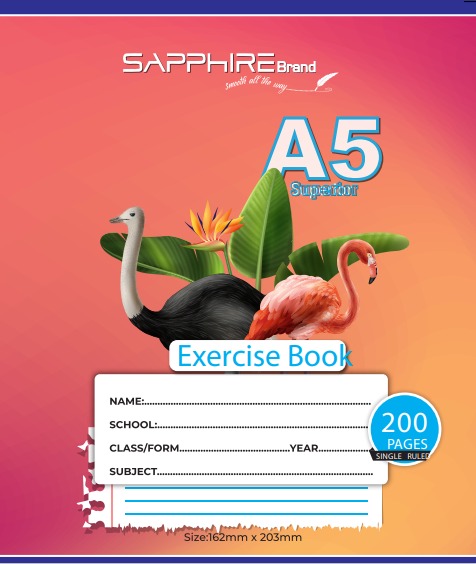 SAPPHIRE Brand
smooth all the way
A5
Superior
Exercise Book
NAME:..............................................................................
SCHOOL:..........................................................................
CLASS/FORM......................................YEAR...................
SUBJECT..........................................................................
200
PAGES
SINGLE RULED
Size:162mm x 203mm